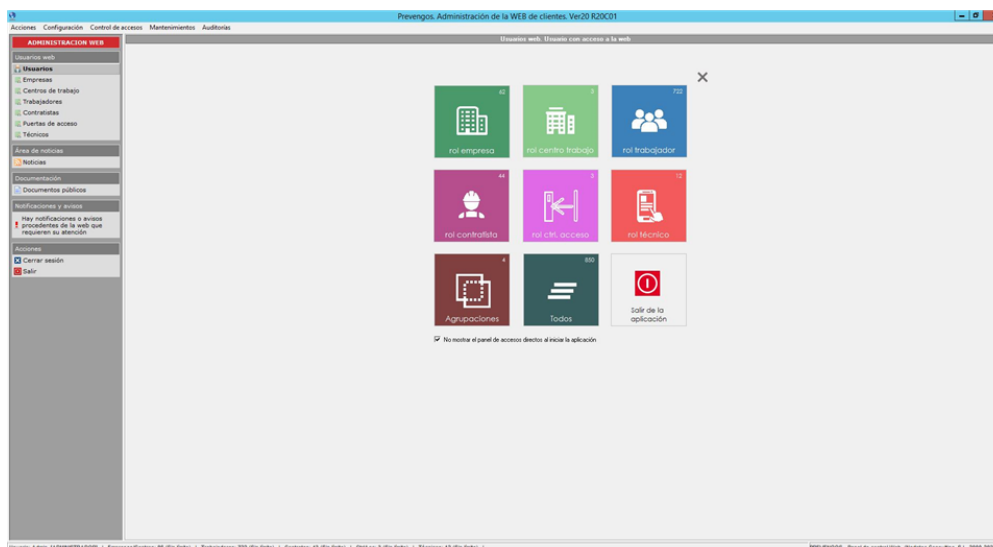 Prevengos. Administración de la WEB de clientes. Ver20 R20C01
Acciones Configuración Control de accesos Mantenimientos Auditorías
ADMINISTRACION WEB
Usuarios web. Usuario con acceso a la web
Usuarios web
Usuarios
Empresas
Centros de trabajo
Trabajadores
Contratistas
Puertas de acceso
Técnicos
Área de noticias
Noticias
Documentación
Documentos públicos
Notificaciones y avisos
Hay notificaciones o avisos
procedentes de la web que
requieren su atención
Acciones
Cerrar sesión
Salir
42
rol empresa
rol centro trabajo
722
rol trabajador
44
rol contratista
3
rol ctrl. acceso
12
rol técnico
4
Agrupaciones
Todos
Salir de la
aplicación
No mostrar el panel de accesos directos al iniciar la aplicación